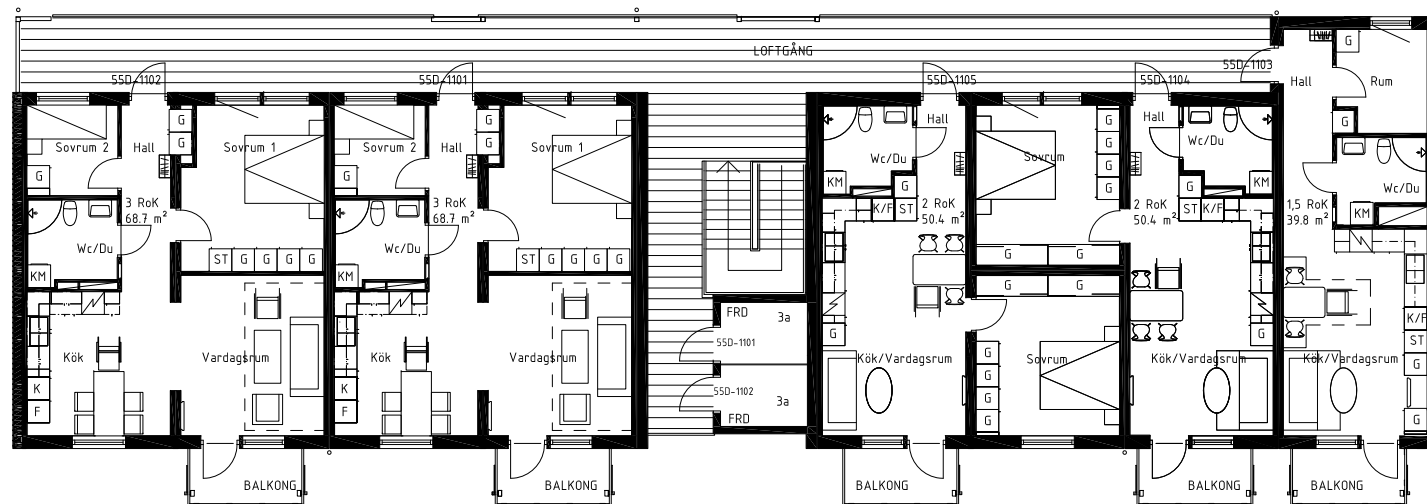 LOFTGÅNG
55D-1102
55D-1101
55D-1105
55D-1104
55D-1103
G
G
G
Sovrum 2
Hall
Sovrum 1
3 RoK
68.7 m²
Wc/Du
KM
ST G G G G
Kök
Vardagsrum
K
F
BALKONG
G
G
G
Sovrum 2
Hall
Sovrum 1
3 RoK
68.7 m²
Wc/Du
KM
ST G G G G
Kök
Vardagsrum
K
F
BALKONG
FRD 3a
55D-1101
55D-1102
3a
FRD
Hall
Wc/Du
KM
G
K/F ST
2 RoK
50.4 m²
G
Kök/Vardagsrum
G
G
Sovrum
G
G
G
G
BALKONG
Sovrum
G
G
G
G
G G
Hall
Wc/Du
KM
G
ST K/F
2 RoK
50.4 m²
G
Kök/Vardagsrum
BALKONG
Hall
G
Rum
G
Wc/Du
KM
1,5 RoK
39.8 m²
K/F
ST
G
G
Kök/Vardagsrum
BALKONG